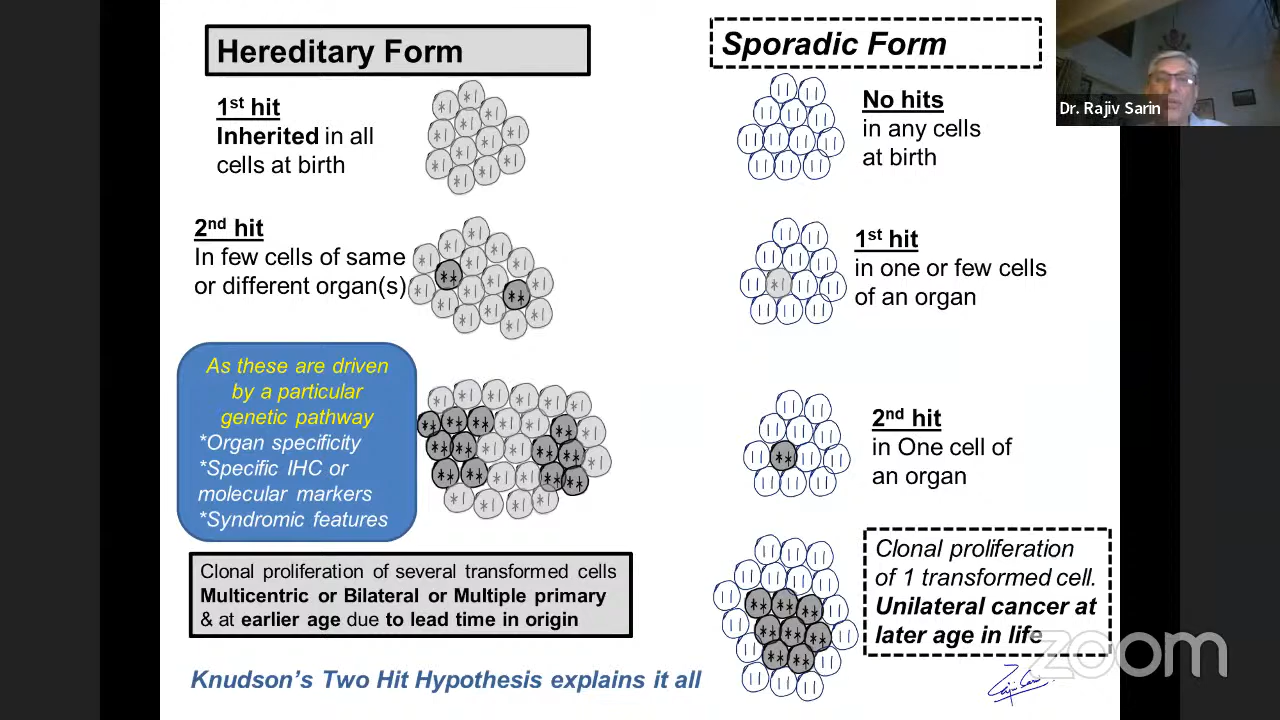 Hereditary Form
1st hit
Inherited in all
cells at birth
2nd hit
In few cells of same
or different organ(s)
As these are driven
by a particular
genetic pathway
*Organ specificity
*Specific IHC or
molecular markers
*Syndromic features
Clonal proliferation of several transformed cells
Multicentric or Bilateral or Multiple primary
& at earlier age due to lead time in origin
Knudson's Two Hit Hypothesis explains it all
Sporadic Form
No hits
in any cells
at birth
1st hit
in one or few cells
of an organ
2nd hit
in One cell of
an organ
Clonal proliferation
of 1 transformed cell.
Unilateral cancer at
later age in life
Dr. Rajiv Sarin
zoom